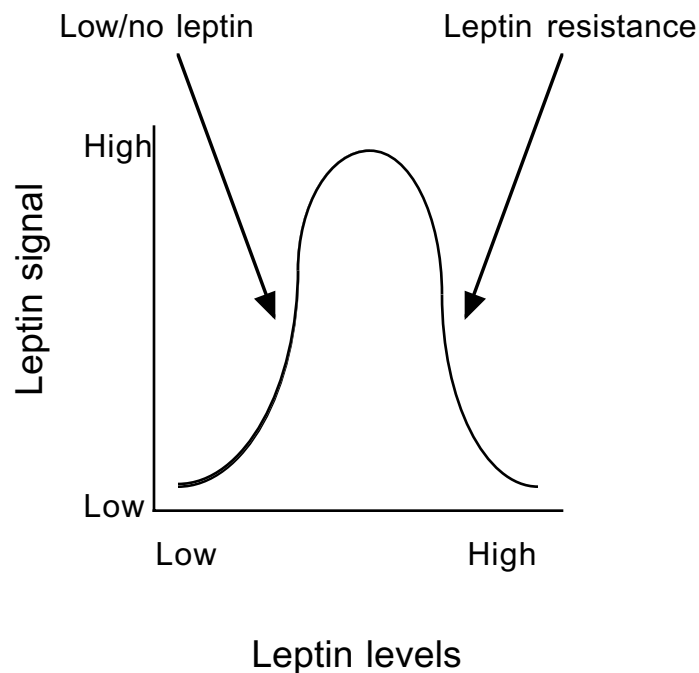 Low/no leptin
Leptin resistance
High
Leptin signal
Low
Low
High
Leptin levels